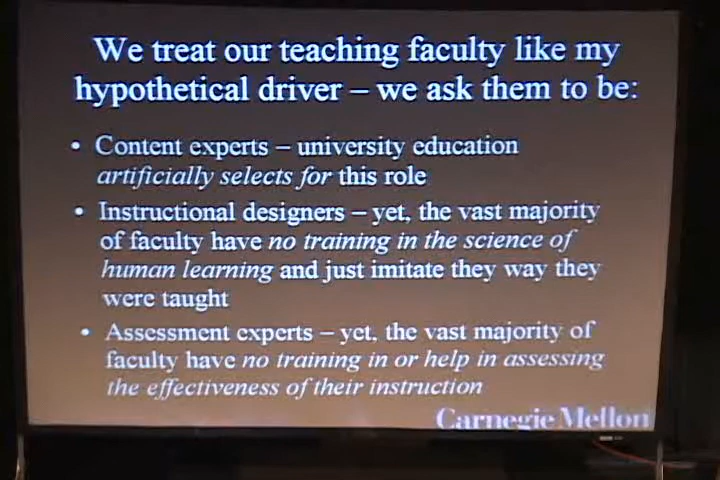 We treat our teaching faculty like my
hypothetical driver – we ask them to be:
• Content experts – university education
artificially selects for this role
• Instructional designers – yet, the vast majority
of faculty have no training in the science of
human learning and just imitate they way they
were taught
• Assessment experts – yet, the vast majority of
faculty have no training in or help in assessing
the effectiveness of their instruction
Carnegie Mellon